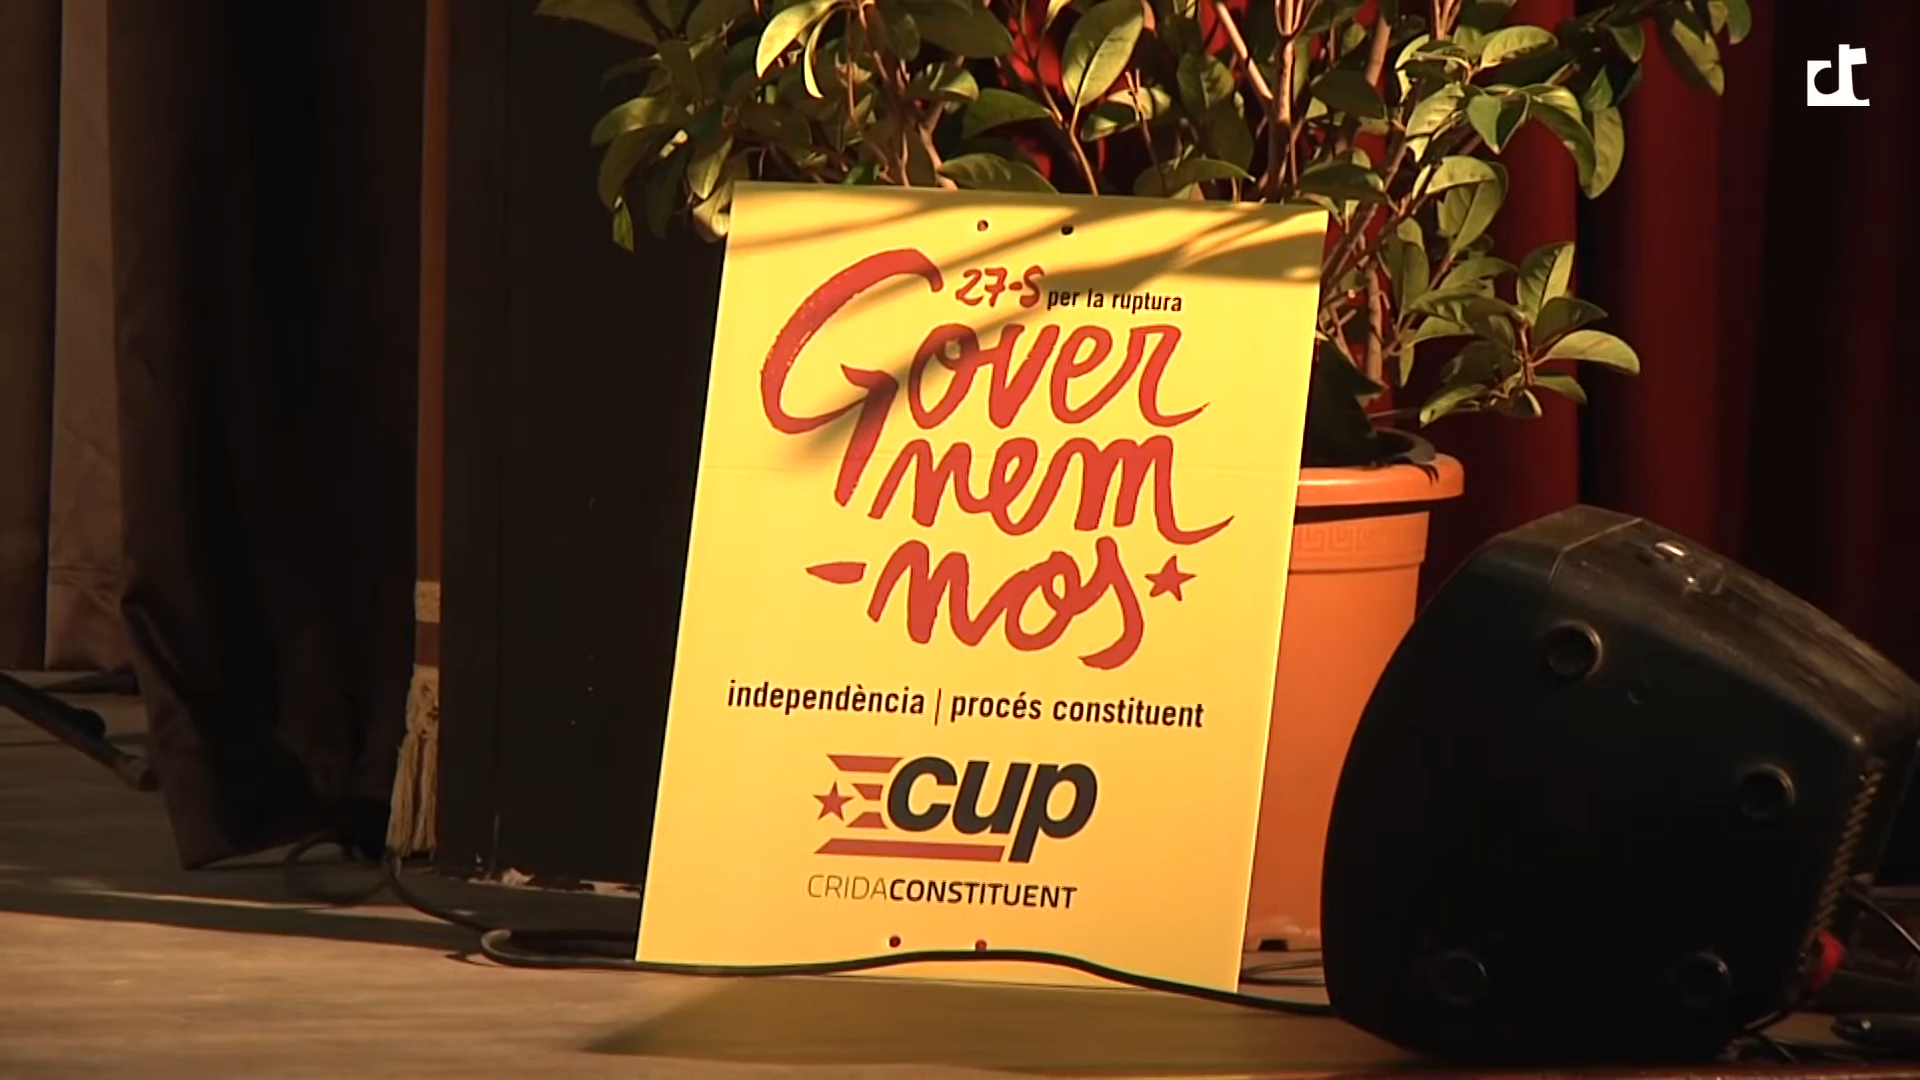 27-S per la ruptura
Gover
nem
-nos
independència | procés constituent
cup
CRIDACONSTITUENT
dt